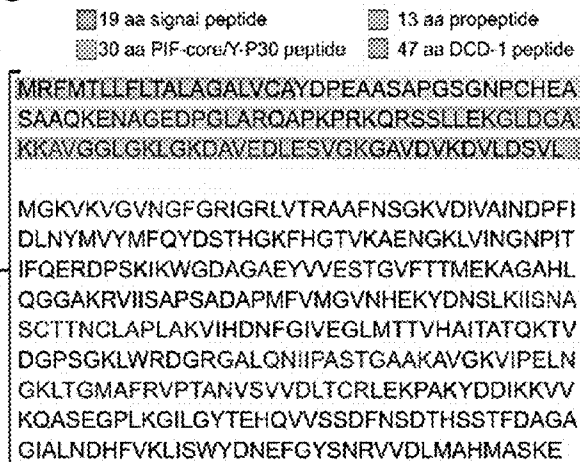 19 aa signal peptide 13 aa propeptide
30 aa PIF-core/Y-P30 peptide 47 aa DCD-1 peptide
MRFMTLLFLTALAGALVCAYDPEAASAPGSGNPCHEA
SAAQKENAGEDPGLARQAPKPRKQRSSLLEKGLDGA
KKAVGGLGKLGKDAVEDLESVGKGAVDVKDVLDSVL
MGKVKVGVNGFGRIGRLVTRAAFNSGKVDIVAINDPFI
DLNYMVYMFQYDSTHGKFHGTVKAENGKLVINGNPIT
IFQERDPSKIKWGDAGAEYVVESTGVFTTMEKAGAHL
QGGAKRVIISAPSADAPMFVMGVNHEKYDNSLKIISNA
SCTTNCLAPLAKVIHDNFGIVEGLMTTVHAITATQKTV
DGPSGKLWRDGRGALQNIIPASTGAAKAVGKVIPELN
GKLTGMAFRVPTANVSVVDLTCRLEKPAKYDDIKKVV
KQASEGPLKGILGYTEHQVVSSDFNSDTHSSTFDAGA
GIALNDHFVKLISWYDNEFGYSNRVVDLMAHMASKE